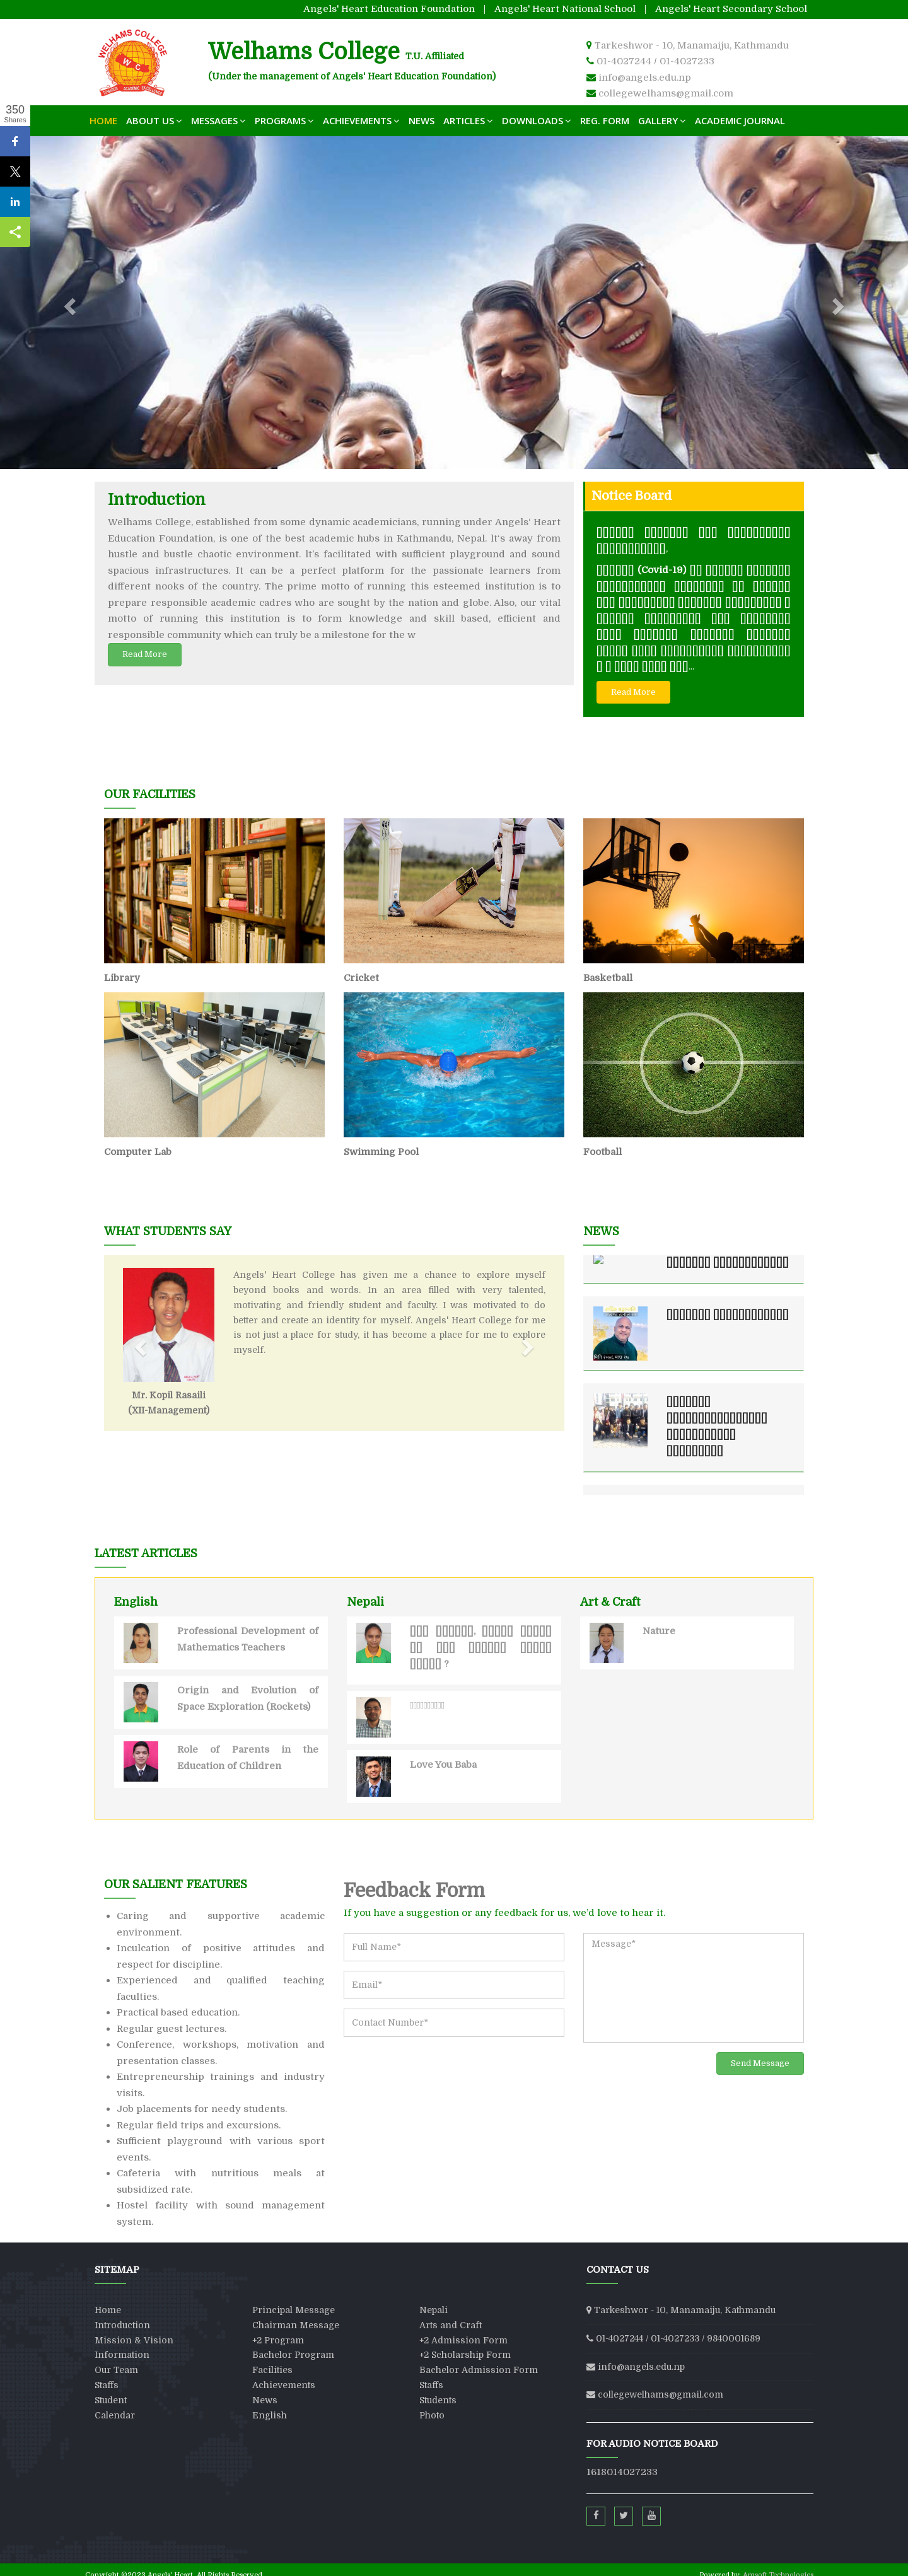 Angels' Heart Education Foundation | Angels' Heart National School | Angels' Heart Secondary School
Welhams College T.U. Affiliated
(Under the management of Angels' Heart Education Foundation)
Tarkeshwor - 10, Manamaiju, Kathmandu
01-4027244 / 01-4027233
info@angels.edu.np
collegewelhams@gmail.com
350
Shares
HOME ABOUT US MESSAGES PROGRAMS ACHIEVEMENTS NEWS ARTICLES DOWNLOADS REG. FORM GALLERY ACADEMIC JOURNAL
Introduction
Welhams College, established from some dynamic academicians, running under Angels' Heart
Education Foundation, is one of the best academic hubs in Kathmandu, Nepal. It's away from
hustle and bustle chaotic environment. It's facilitated with sufficient playground and sound
spacious infrastructures. It can be a perfect platform for the passionate learners from
different nooks of the country. The prime motto of running this esteemed institution is to
prepare responsible academic cadres who are sought by the nation and globe. Also, our vital
motto of running this institution is to form knowledge and skill based, efficient and
responsible community which can truly be a milestone for the w
Read More
Notice Board
(Covid-19)
...
Read More
OUR FACILITIES
Library
Cricket
Basketball
Computer Lab
Swimming Pool
Football
WHAT STUDENTS SAY
Angels' Heart College has given me a chance to explore myself
beyond books and words. In an area filled with very talented,
motivating and friendly student and faculty. I was motivated to do
better and create an identity for myself. Angels' Heart College for me
is not just a place for study, it has become a place for me to explore
myself.
Mr. Kopil Rasaili
(XII-Management)
NEWS
LATEST ARTICLES
English
Professional Development of
Mathematics Teachers
Origin and Evolution of
Space Exploration (Rockets)
Role of Parents in the
Education of Children
Nepali
?
Love You Baba
Art & Craft
Nature
OUR SALIENT FEATURES
Caring and supportive academic
environment.
Inculcation of positive attitudes and
respect for discipline.
Experienced and qualified teaching
faculties.
Practical based education.
Regular guest lectures.
Conference, workshops, motivation and
presentation classes.
Entrepreneurship trainings and industry
visits.
Job placements for needy students.
Regular field trips and excursions.
Sufficient playground with various sport
events.
Cafeteria with nutritious meals at
subsidized rate.
Hostel facility with sound management
system.
Feedback Form
If you have a suggestion or any feedback for us, we'd love to hear it.
Full Name*
Email*
Contact Number*
Message*
Send Message
SITEMAP
Home
Introduction
Mission & Vision
Information
Our Team
Staffs
Student
Calendar
Principal Message
Chairman Message
+2 Program
Bachelor Program
Facilities
Achievements
News
English
Nepali
Arts and Craft
+2 Admission Form
+2 Scholarship Form
Bachelor Admission Form
Staffs
Students
Photo
CONTACT US
Tarkeshwor - 10, Manamaiju, Kathmandu
01-4027244 / 01-4027233 / 9840001689
info@angels.edu.np
collegewelhams@gmail.com
FOR AUDIO NOTICE BOARD
1618014027233
Copyright ©2023 Angels' Heart. All Rights Reserved.
Powered by: Amsoft Technologies